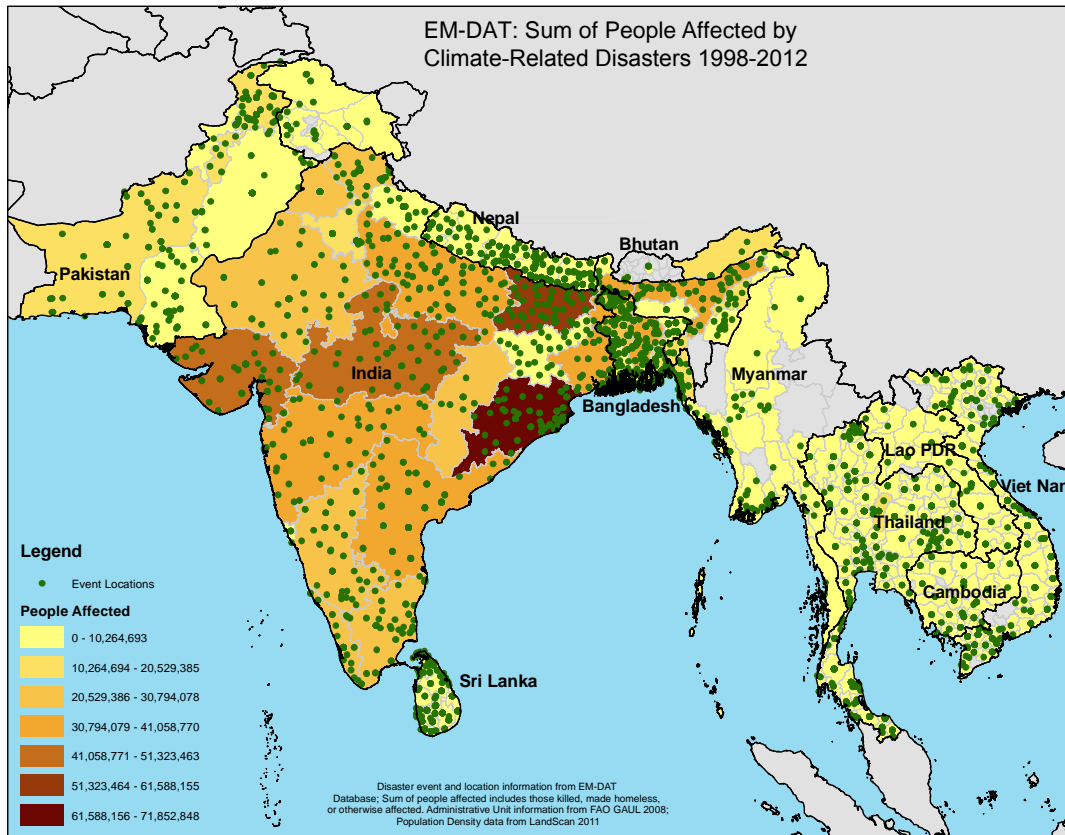 EM-DAT: Sum of People Affected by
Climate-Related Disasters 1998-2012
Nepal
Bhutan
Pakistan
India
Myanmar
Bangladesh
Lao PDR
Viet Nam
Thailand
Cambodia
Sri Lanka
Legend
Event Locations
People Affected
0 - 10,264,693
10,264,694 - 20,529,385
20,529,386 - 30,794,078
30,794,079 - 41,058,770
41,058,771 - 51,323,463
51,323,464 - 61,588,155
61,588,156 - 71,852,848
Disaster event and location information from EM-DAT
Database; Sum of people affected includes those killed, made homeless,
or otherwise affected. Administrative Unit information from FAO GAUL 2008;
Population Density data from LandScan 2011